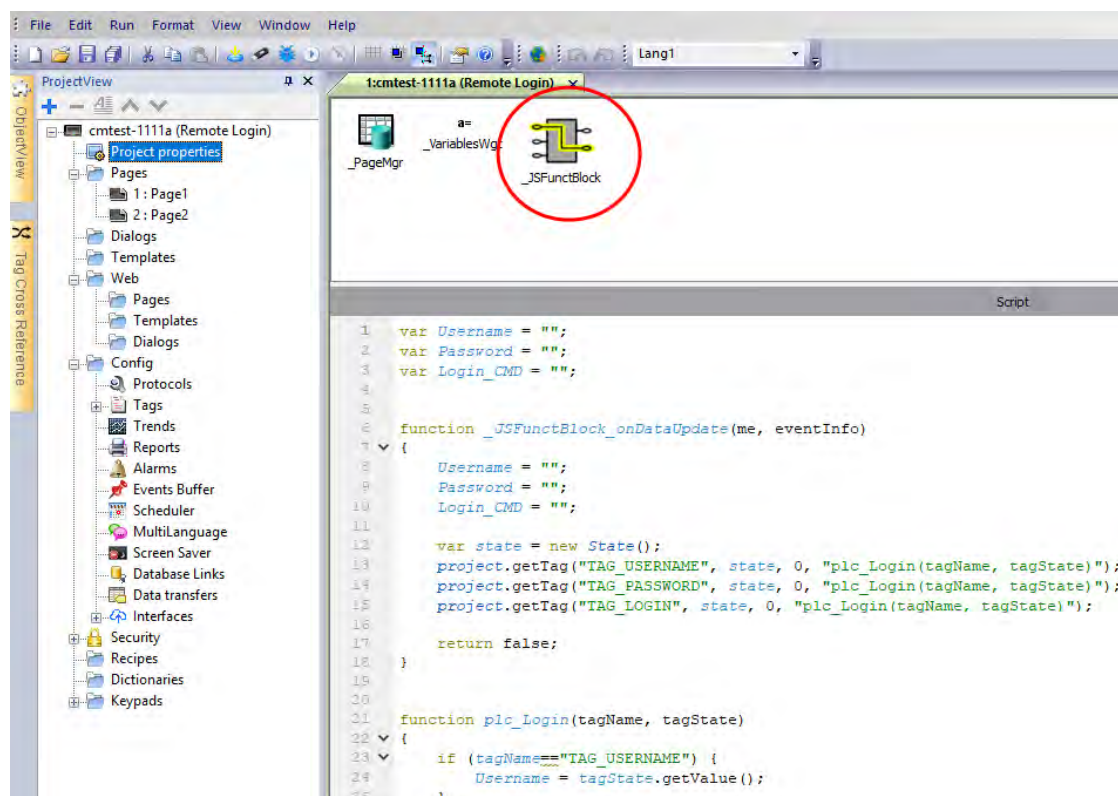 File Edit Run Format View Window Help
Lang1
ProjectView
1:cmtest-1111a (Remote Login)
ObjectView
Tag Cross Reference
cmtest-1111a (Remote Login)
Project properties
Pages
1 : Page1
2 : Page2
Dialogs
Templates
Web
Pages
Templates
Dialogs
Config
Protocols
Tags
Trends
Reports
Alarms
Events Buffer
Scheduler
MultiLanguage
Screen Saver
Database Links
Data transfers
Interfaces
Security
Recipes
Dictionaries
Keypads
_PageMgr
a=
_VariablesWgt
_JSFunctBlock
Script
1 var Username = "";
2 var Password = "";
3 var Login_CMD = "";
4
5
6 function _JSFunctBlock_onDataUpdate(me, eventInfo)
7 {
8 Username = "";
9 Password = "";
10 Login_CMD = "";
11
12 var state = new State();
13 project.getTag("TAG_USERNAME", state, 0, "plc_Login(tagName, tagState)");
14 project.getTag("TAG_PASSWORD", state, 0, "plc_Login(tagName, tagState)");
15 project.getTag("TAG_LOGIN", state, 0, "plc_Login(tagName, tagState)");
16
17 return false;
18 }
19
20
21 function plc_Login(tagName, tagState)
22 {
23 if (tagName=="TAG_USERNAME") {
24 Username = tagState.getValue();